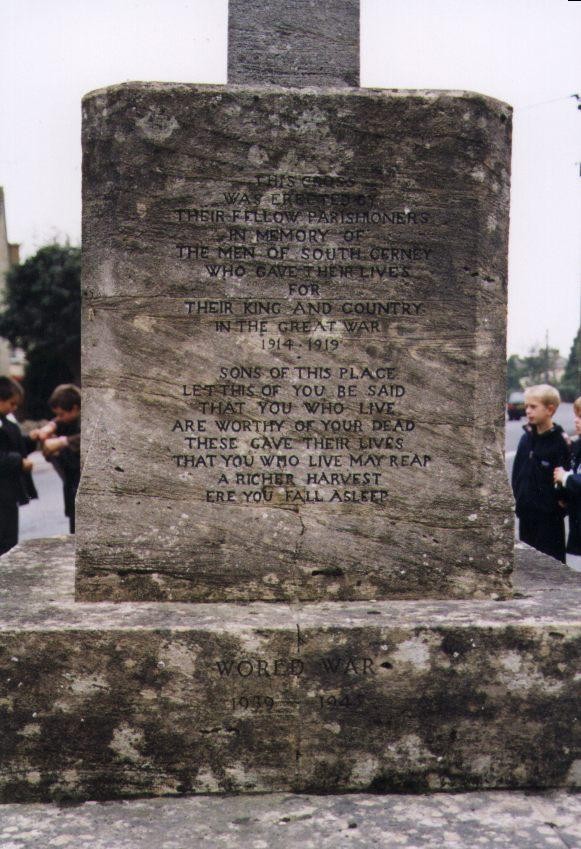 THIS CROSS
WAS ERECTED BY
THEIR FELLOW PARISHIONERS
IN MEMORY OF
THE MEN OF SOUTH CERNEY
WHO GAVE THEIR LIVES
FOR
THEIR KING AND COUNTRY
IN THE GREAT WAR
1914-1919
SONS OF THIS PLACE
LET THIS OF YOU BE SAID
THAT YOU WHO LIVE
ARE WORTHY OF YOUR DEAD
THESE GAVE THEIR LIVES
THAT YOU WHO LIVE MAY REAP
A RICHER HARVEST
ERE YOU FALL ASLEEP
WORLD WAR
1939 1945